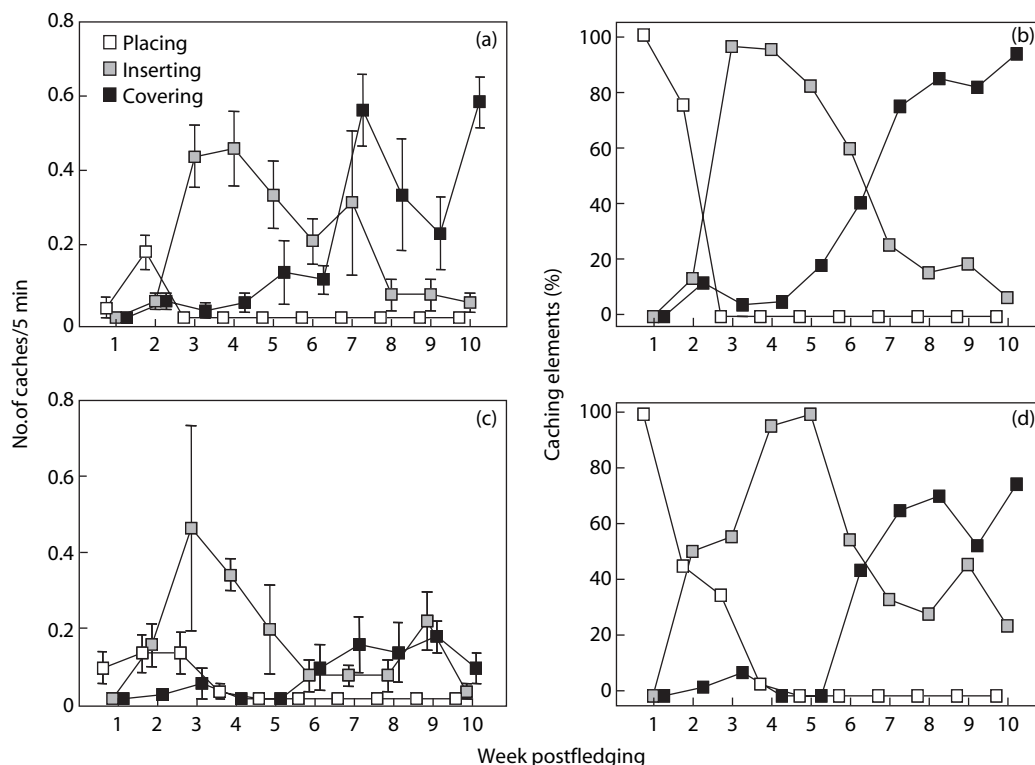 0.8
0.6
0.4
0.2
0
Placing
Inserting
Covering
(a)
1 2 3 4 5 6 7 8 9 10
100
80
60
40
20
0
(b)
1 2 3 4 5 6 7 8 9 10
No.of caches/5 min
Caching elements (%)
0.8
0.6
0.4
0.2
0
(c)
1 2 3 4 5 6 7 8 9 10
100
80
60
40
20
0
(d)
1 2 3 4 5 6 7 8 9 10
Week postfledging